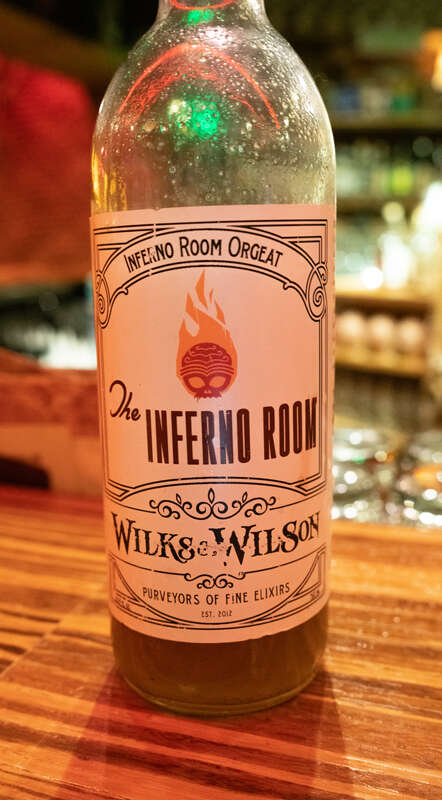 INFERNO ROOM ORGEAT
The
INFERNO ROOM
WILKS & WILSON
PURVEYORS OF FINE ELIXIRS
EST. 2012